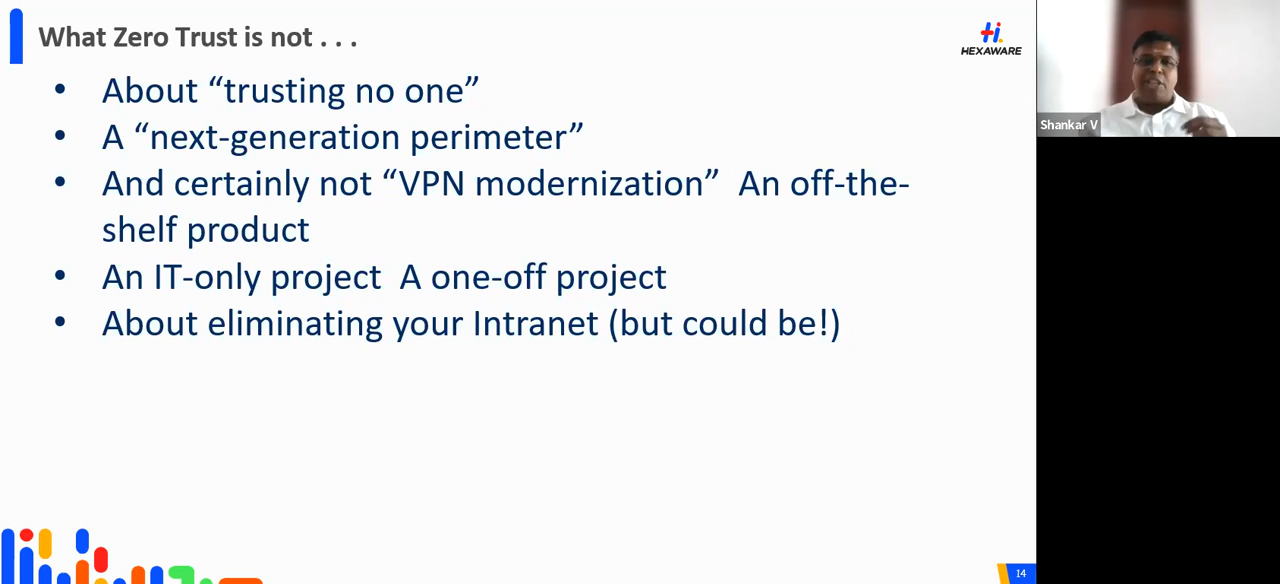 What Zero Trust is not . . .
HEXAWARE
Shankar V
• About “trusting no one”
• A “next-generation perimeter”
• And certainly not “VPN modernization”  An off-the-
shelf product
• An IT-only project  A one-off project
• About eliminating your Intranet (but could be!)
14